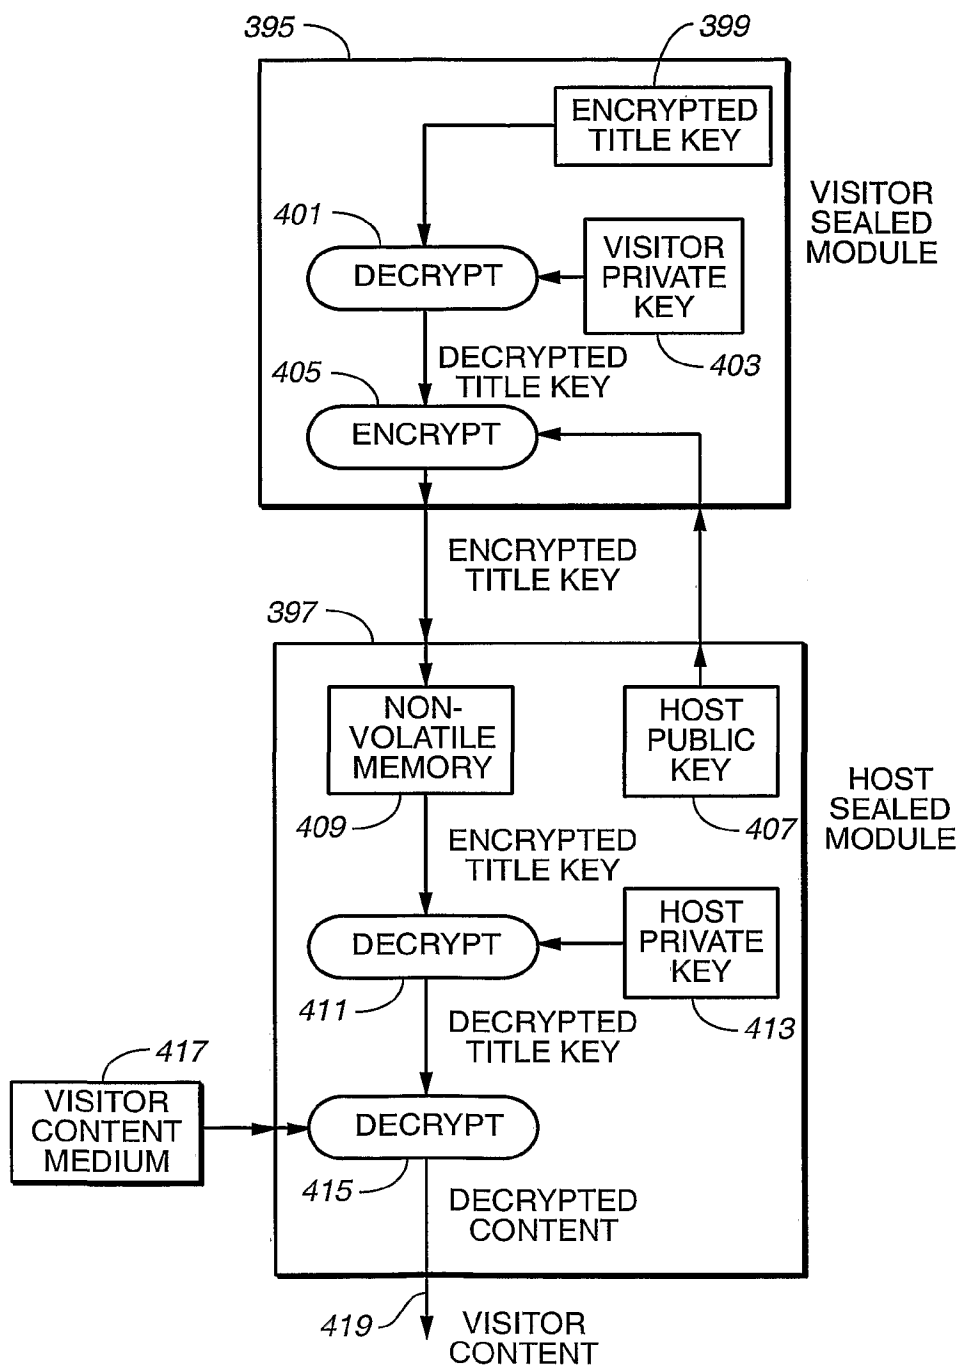 395
399
ENCRYPTED
TITLE KEY
VISITOR
SEALED
MODULE
401
DECRYPT
VISITOR
PRIVATE
KEY
403
DECRYPTED
TITLE KEY
405
ENCRYPT
ENCRYPTED
TITLE KEY
397
NON-
VOLATILE
MEMORY
409
HOST
PUBLIC
KEY
407
HOST
SEALED
MODULE
ENCRYPTED
TITLE KEY
DECRYPT
411
HOST
PRIVATE
KEY
413
DECRYPTED
TITLE KEY
417
VISITOR
CONTENT
MEDIUM
DECRYPT
415
DECRYPTED
CONTENT
419
VISITOR
CONTENT